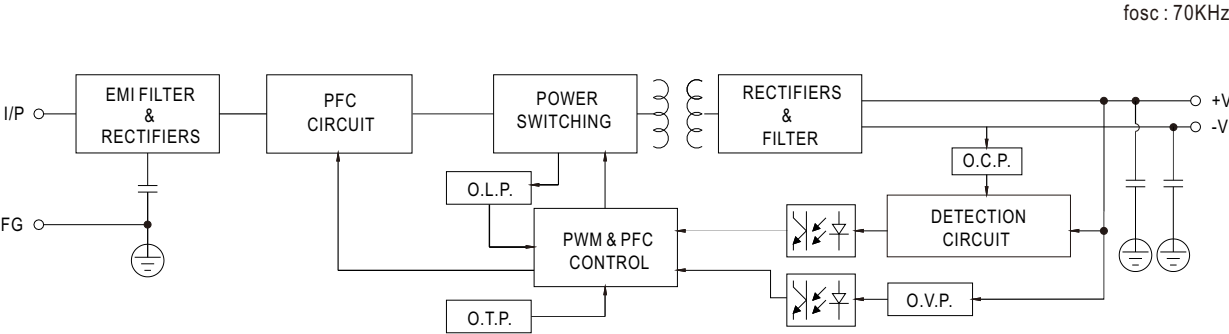 fosc : 70KHz
I/P
EMI FILTER
&
RECTIFIERS
PFC
CIRCUIT
POWER
SWITCHING
RECTIFIERS
&
FILTER
+V
-V
O.C.P.
O.L.P.
FG
PWM & PFC
CONTROL
DETECTION
CIRCUIT
O.T.P.
O.V.P.